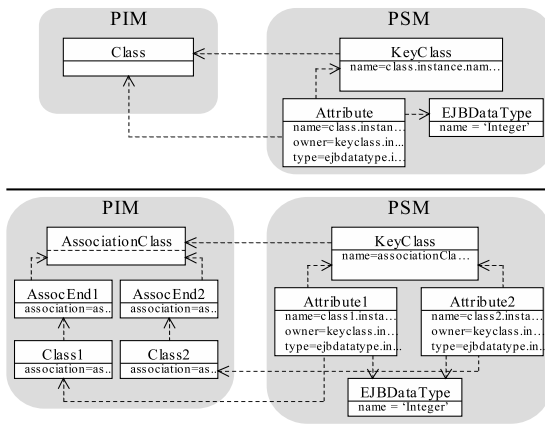 PIM
PSM
Class
KeyClass
name=class.instance.nam...
Attribute
name=class.instan...
owner=keyclass.in...
type=ejbdatatype.i...
EJBDataType
name = ‘Integer’
PIM
PSM
AssociationClass
KeyClass
name=associationCla...
AssocEnd1
association=as..
AssocEnd2
association=as..
Attribute1
name=class1.insta...
owner=keyclass.in...
type=ejbdatatype.in...
Attribute2
name=class2.insta...
owner=keyclass.in...
type=ejbdatatype.in...
Class1
association=as..
Class2
association=as..
EJBDataType
name = ‘Integer’